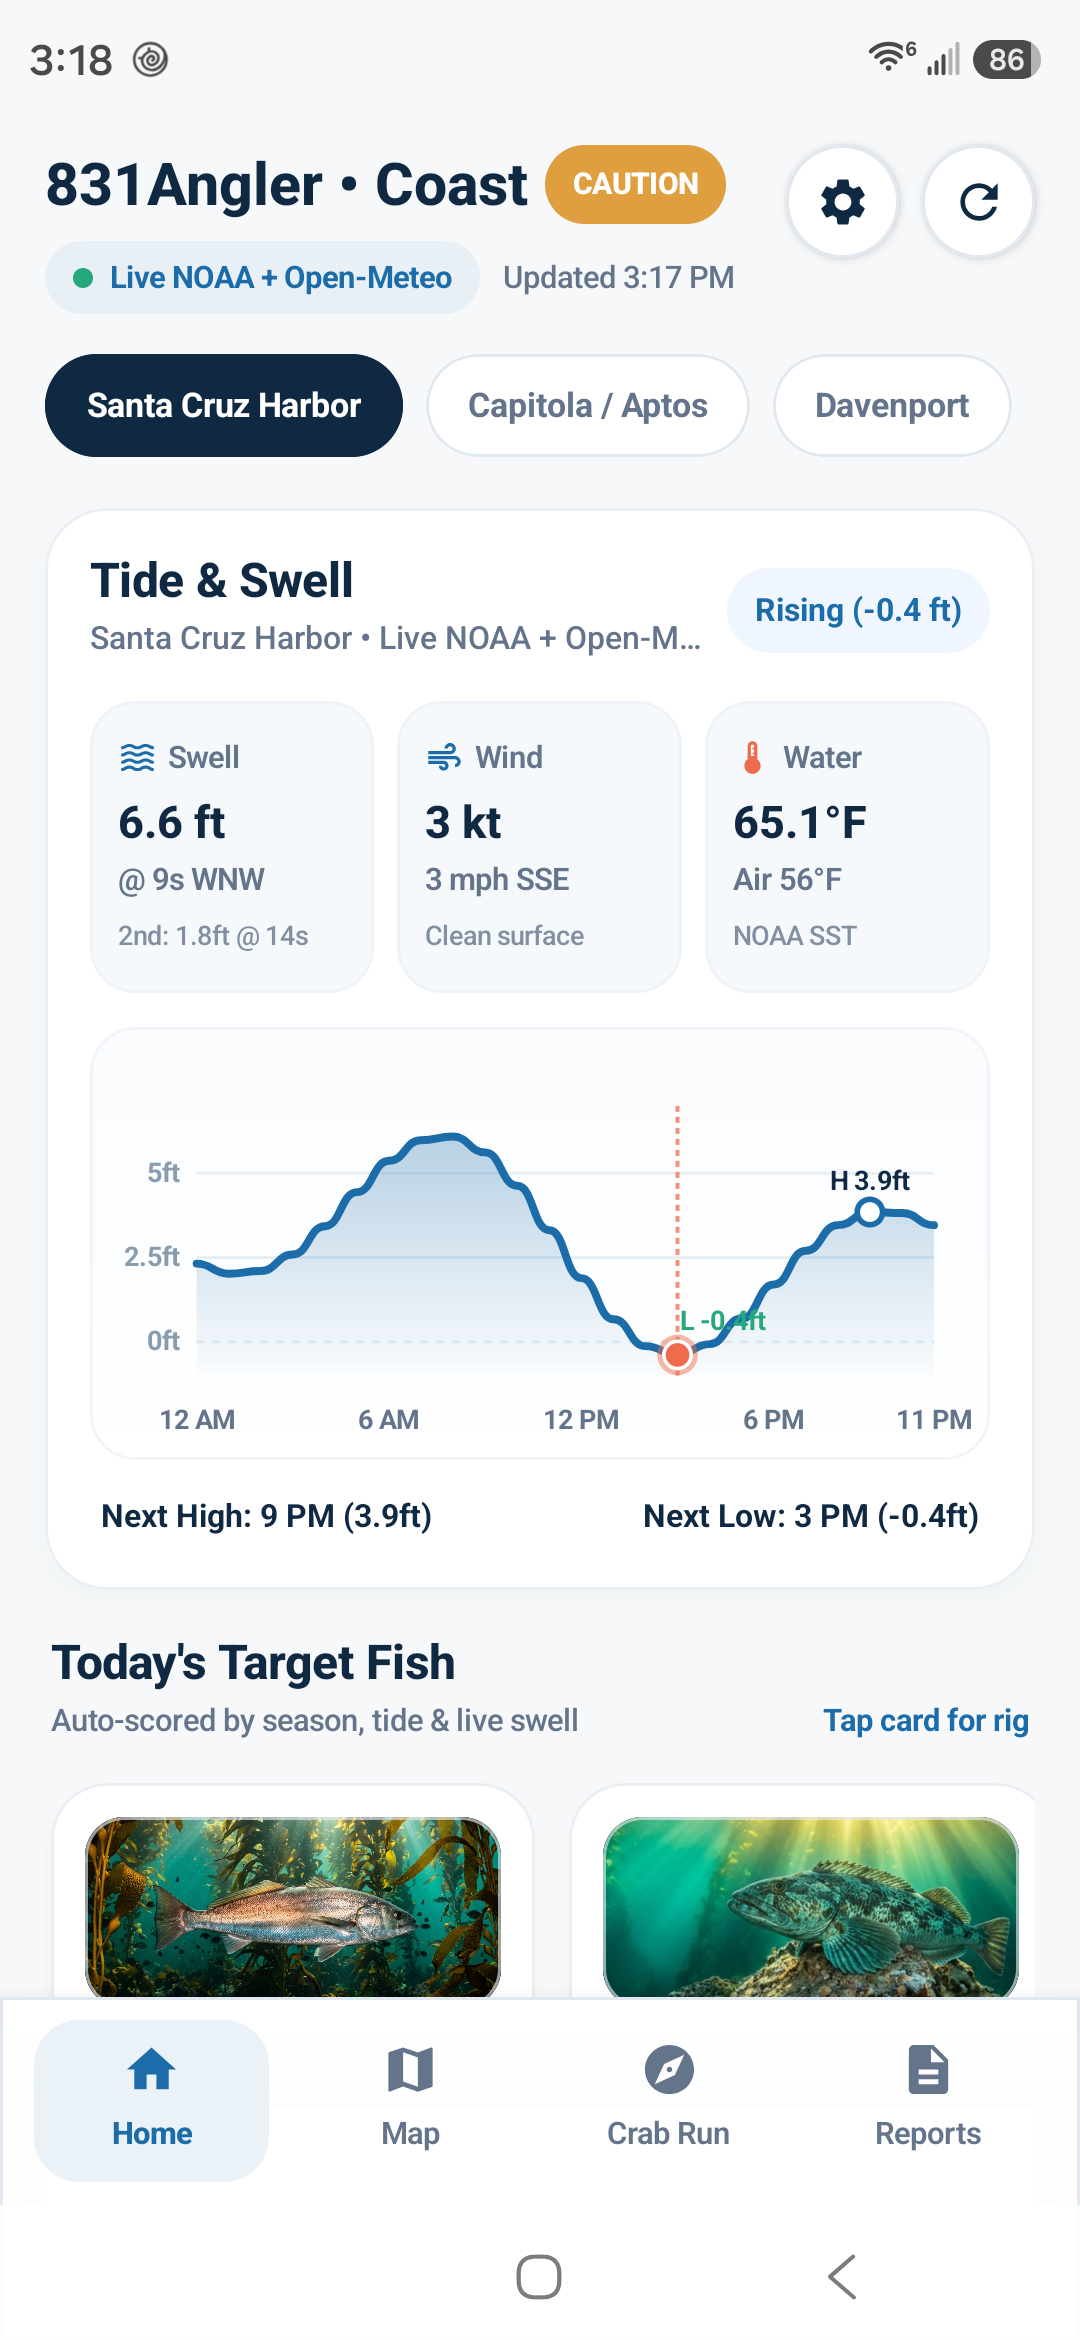 3:18
6
86
831Angler • Coast
CAUTION
Live NOAA + Open-Meteo
Updated 3:17 PM
Santa Cruz Harbor
Capitola / Aptos
Davenport
Tide & Swell
Santa Cruz Harbor • Live NOAA + Open-M...
Rising (-0.4 ft)
Swell
6.6 ft
@ 9s WNW
2nd: 1.8ft @ 14s
Wind
3 kt
3 mph SSE
Clean surface
Water
65.1°F
Air 56°F
NOAA SST
5ft
2.5ft
0ft
H 3.9ft
L -0.4ft
12 AM
6 AM
12 PM
6 PM
11 PM
Next High: 9 PM (3.9ft)
Next Low: 3 PM (-0.4ft)
Today's Target Fish
Auto-scored by season, tide & live swell
Tap card for rig
Home
Map
Crab Run
Reports